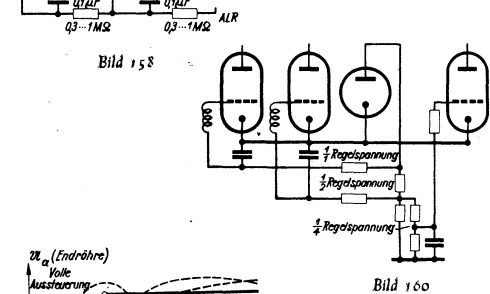 0,1μF 0,1μF
0,3...1MΩ 0,3...1MΩ
ALR
Bild 158
1/1 Regelspannung
1/2 Regelspannung
1/4 Regelspannung
𝔑a (Endröhre)
Volle
Aussteuerung
Bild 160